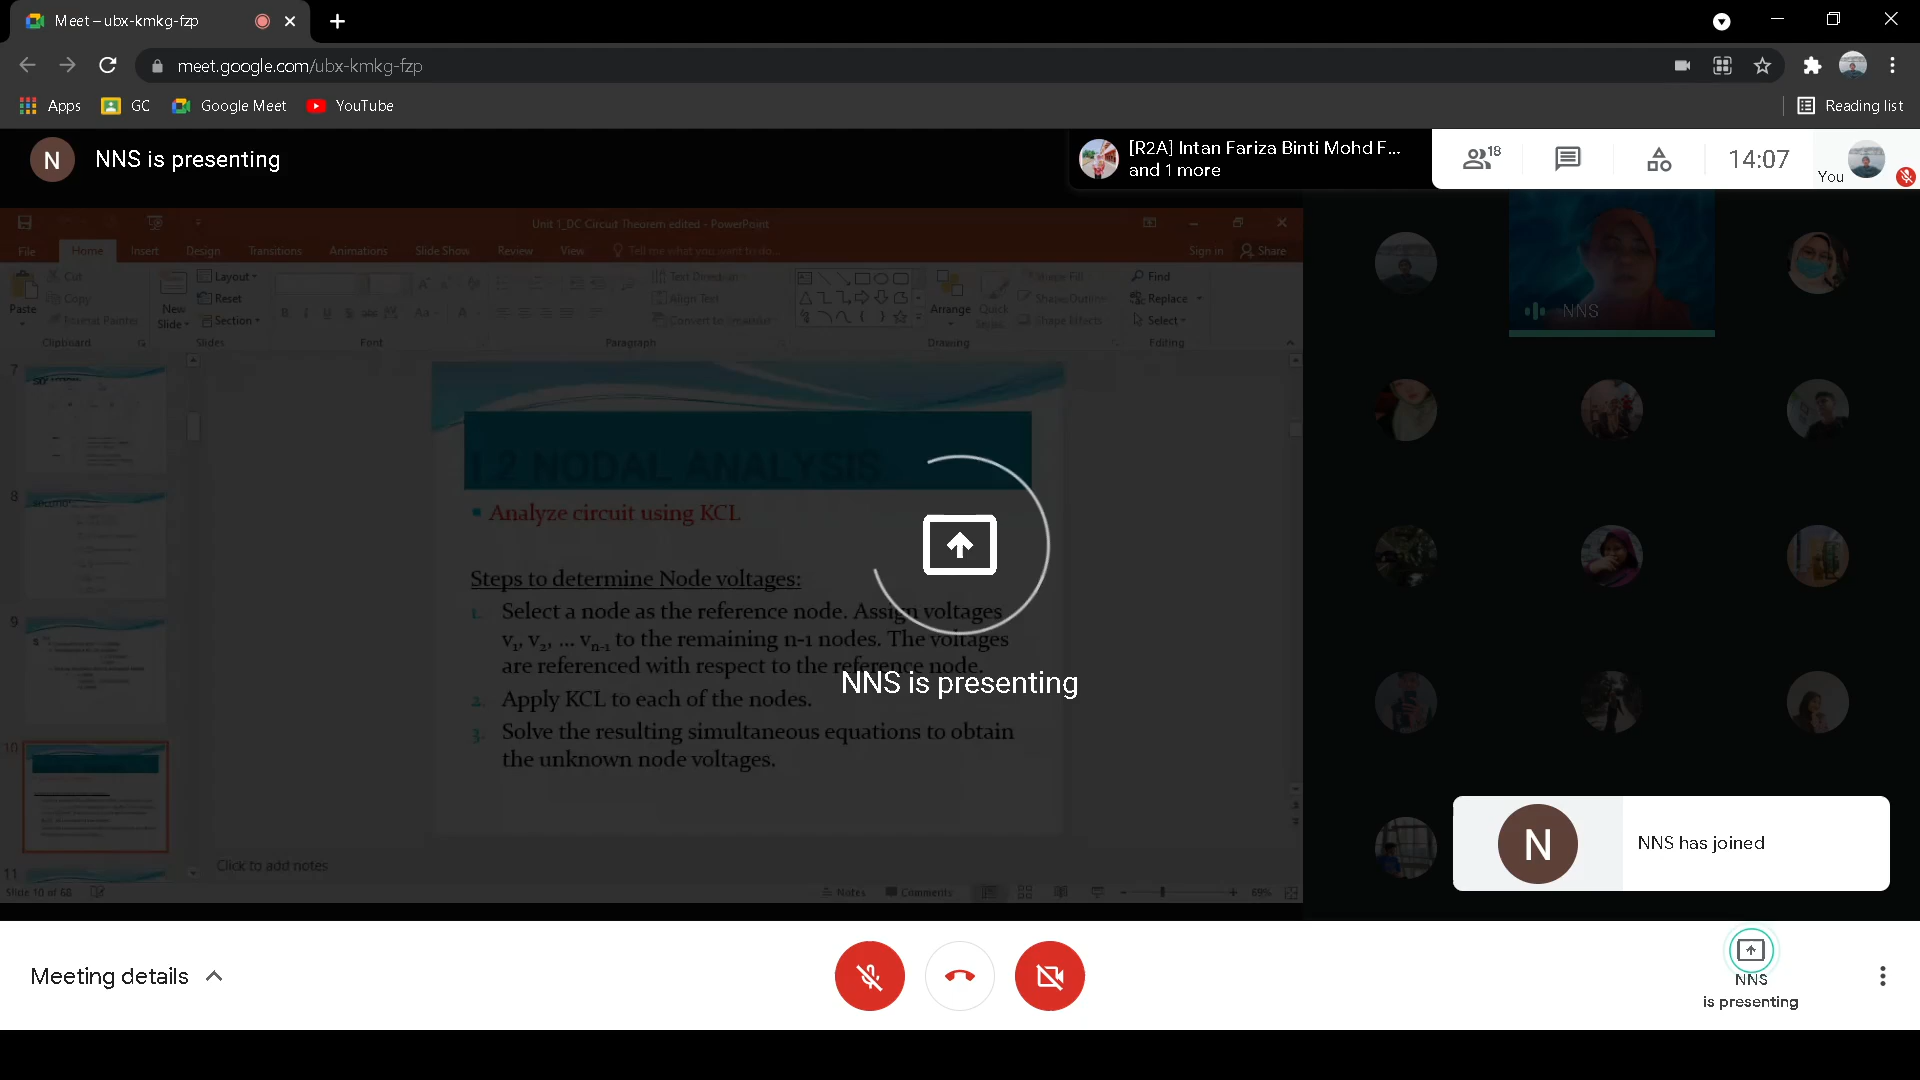 Meet – ubx-kmkg-fzp
meet.google.com/ubx-kmkg-fzp
Apps GC Google Meet YouTube Reading list
N NNS is presenting
[R2A] Intan Fariza Binti Mohd F...
and 1 more
18
14:07
You
Unit 1_DC Circuit Theorem edited - PowerPoint
File Home Insert Design Transitions Animations Slide Show Review View Tell me what you want to do... Sign in Share
Paste
Cut
Copy
Format Painter
Clipboard
New
Slide
Layout
Reset
Section
Slides
Font
Text Direction
Align Text
Convert to SmartArt
Paragraph
Arrange
Quick
Styles
Shape Fill
Shape Outline
Shape Effects
Drawing
Find
Replace
Select
Editing
NNS
7
8
9
10
11
1.2 NODAL ANALYSIS
Analyze circuit using KCL
Steps to determine Node voltages:
1. Select a node as the reference node. Assign voltages
v1, v2, ... vn-1 to the remaining n-1 nodes. The voltages
are referenced with respect to the reference node.
2. Apply KCL to each of the nodes.
3. Solve the resulting simultaneous equations to obtain
the unknown node voltages.
NNS is presenting
Click to add notes
Slide 10 of 68
Notes Comments 69%
N NNS has joined
Meeting details
NNS
is presenting